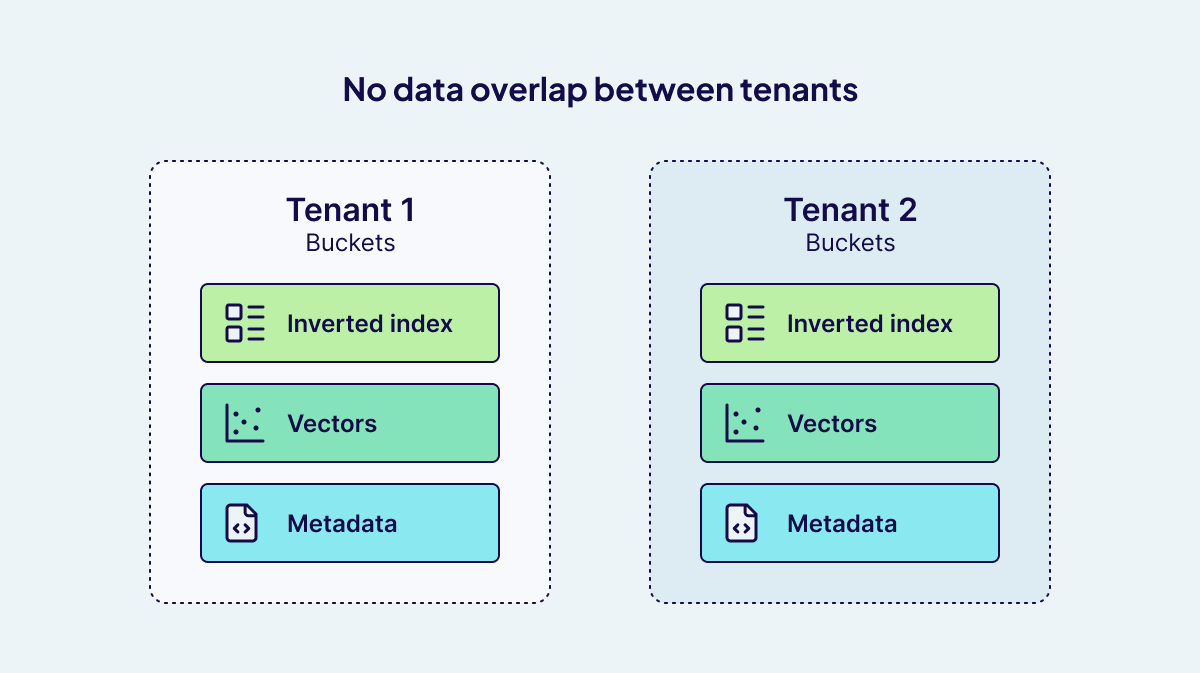 No data overlap between tenants
Tenant 1
Buckets
Inverted index
Vectors
Metadata
Tenant 2
Buckets
Inverted index
Vectors
Metadata